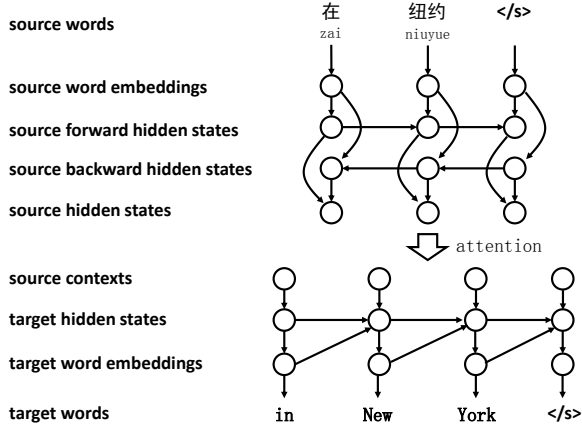 source words 在 纽约 </s>
zai niuyue
source word embeddings
source forward hidden states
source backward hidden states
source hidden states
attention
source contexts
target hidden states
target word embeddings
target words in New York </s>